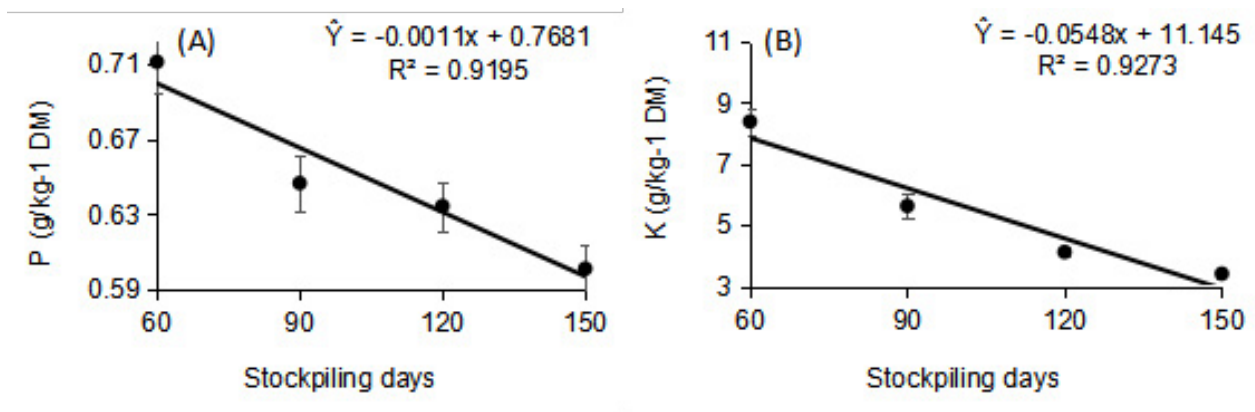 (A)
Ŷ = -0.0011x + 0.7681
R² = 0.9195
P (g/kg-1 DM)
0.71
0.67
0.63
0.59
60 90 120 150
Stockpiling days
(B)
Ŷ = -0.0548x + 11.145
R² = 0.9273
K (g/kg-1 DM)
11
9
7
5
3
60 90 120 150
Stockpiling days